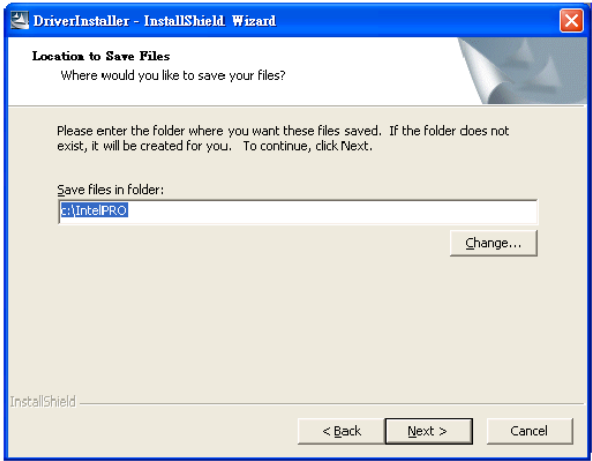 DriverInstaller - InstallShield Wizard
Location to Save Files
Where would you like to save your files?
Please enter the folder where you want these files saved. If the folder does not
exist, it will be created for you. To continue, click Next.
Save files in folder:
c:\IntelPRO
Change...
InstallShield
< Back Next > Cancel